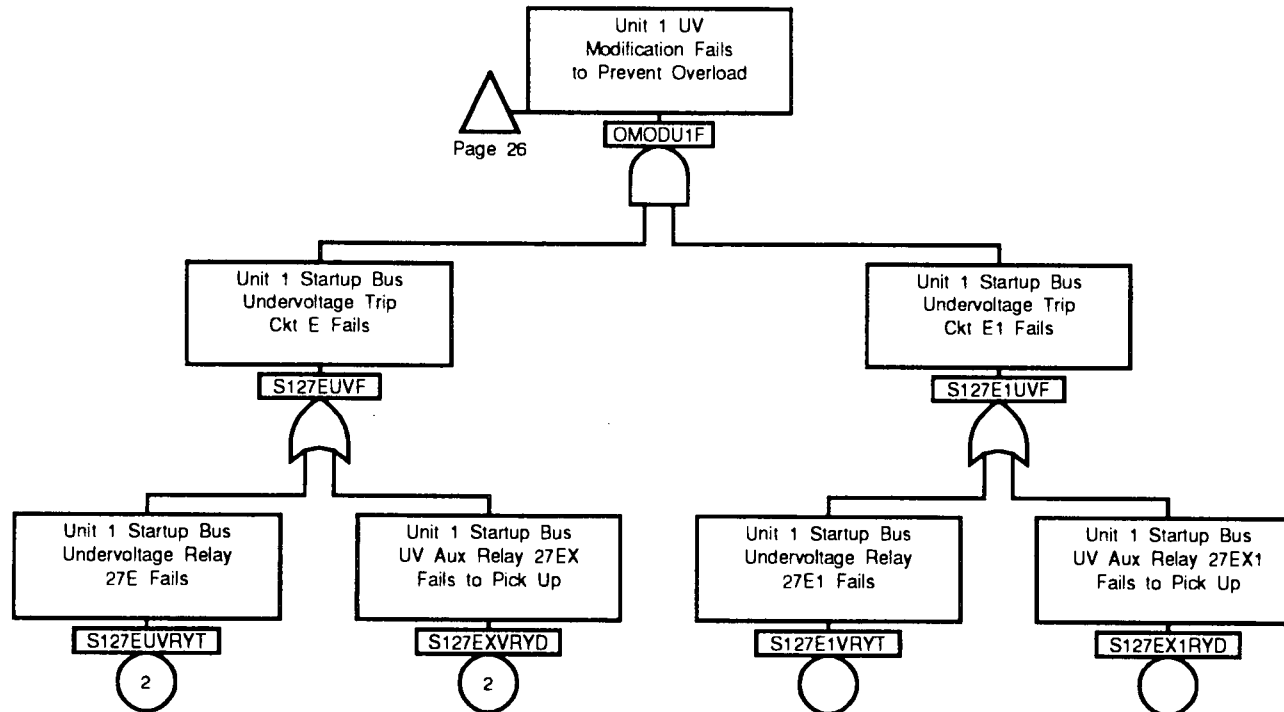 Unit 1 UV
Modification Fails
to Prevent Overload
Page 26
OMODU1F
Unit 1 Startup Bus
Undervoltage Trip
Ckt E Fails
S127EUVF
Unit 1 Startup Bus
Undervoltage Trip
Ckt E1 Fails
S127E1UVF
Unit 1 Startup Bus
Undervoltage Relay
27E Fails
S127EUVRYT
2
Unit 1 Startup Bus
UV Aux Relay 27EX
Fails to Pick Up
S127EXVRYD
2
Unit 1 Startup Bus
Undervoltage Relay
27E1 Fails
S127E1VRYT
Unit 1 Startup Bus
UV Aux Relay 27EX1
Fails to Pick Up
S127EX1RYD